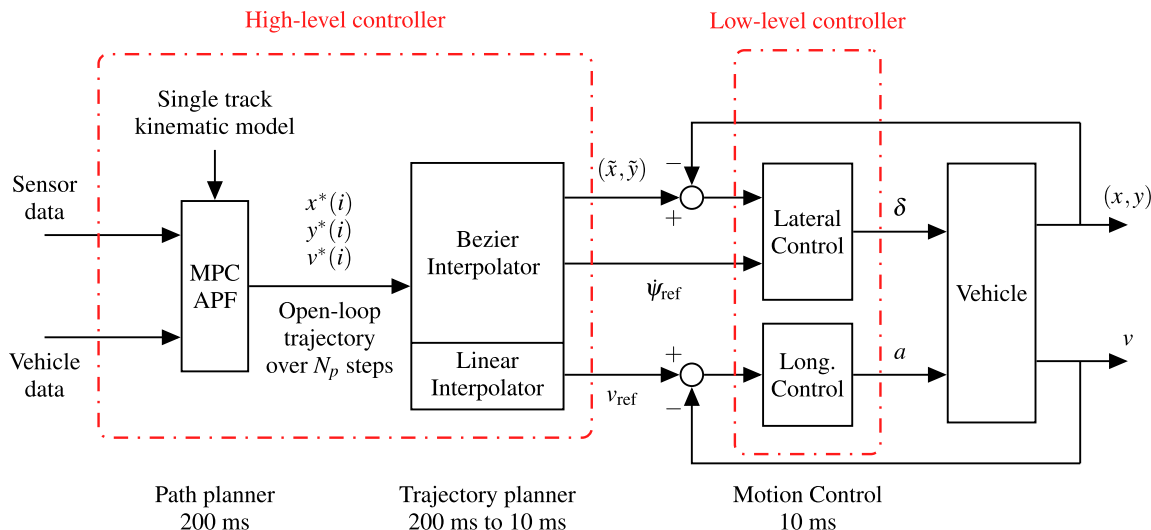 High-level controller
Low-level controller
Single track
kinematic model
Sensor
data
Vehicle
data
MPC
APF
x*(i)
y*(i)
v*(i)
Open-loop
trajectory
over N_p steps
Bezier
Interpolator
Linear
Interpolator
(x̃, ỹ)
ψ̇_ref
v_ref
−
+
+
−
Lateral
Control
Long.
Control
δ
a
Vehicle
(x, y)
v
Path planner
200 ms
Trajectory planner
200 ms to 10 ms
Motion Control
10 ms